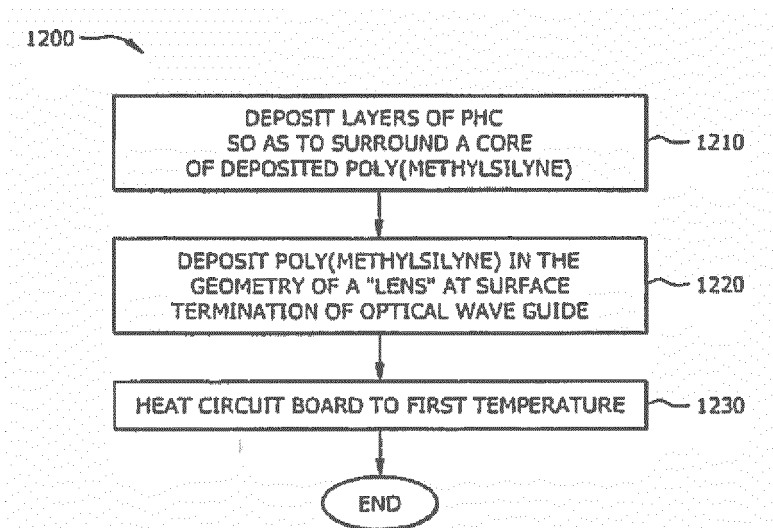 1200
DEPOSIT LAYERS OF PHC
SO AS TO SURROUND A CORE
OF DEPOSITED POLY(METHYLSILYNE)
1210
DEPOSIT POLY(METHYLSILYNE) IN THE
GEOMETRY OF A "LENS" AT SURFACE
TERMINATION OF OPTICAL WAVE GUIDE
1220
HEAT CIRCUIT BOARD TO FIRST TEMPERATURE
1230
END